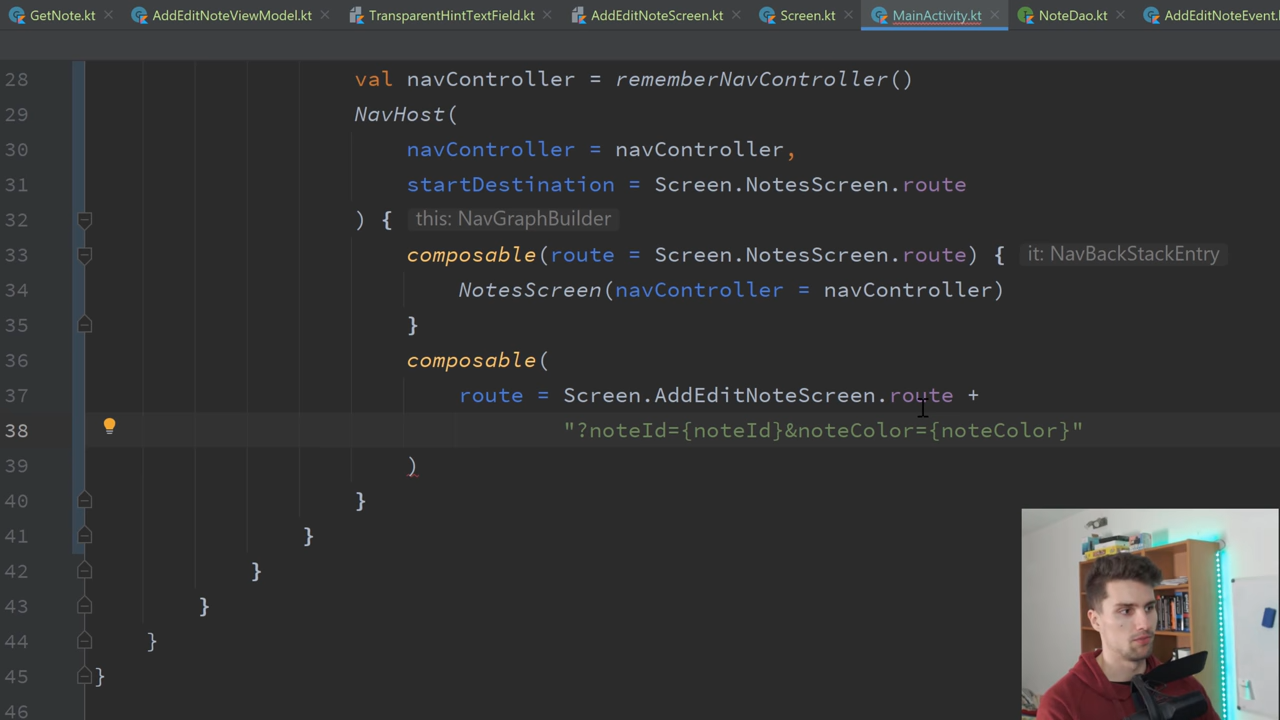 GetNote.kt AddEditNoteViewModel.kt TransparentHintTextField.kt AddEditNoteScreen.kt Screen.kt MainActivity.kt NoteDao.kt AddEditNoteEvent.
28 val navController = rememberNavController()
29 NavHost(
30 navController = navController,
31 startDestination = Screen.NotesScreen.route
32 ) { this: NavGraphBuilder
33 composable(route = Screen.NotesScreen.route) { it: NavBackStackEntry
34 NotesScreen(navController = navController)
35 }
36 composable(
37 route = Screen.AddEditNoteScreen.route +
38 "?noteId={noteId}&noteColor={noteColor}"
39 )
40 }
41 }
42 }
43 }
44 }
45 }
46